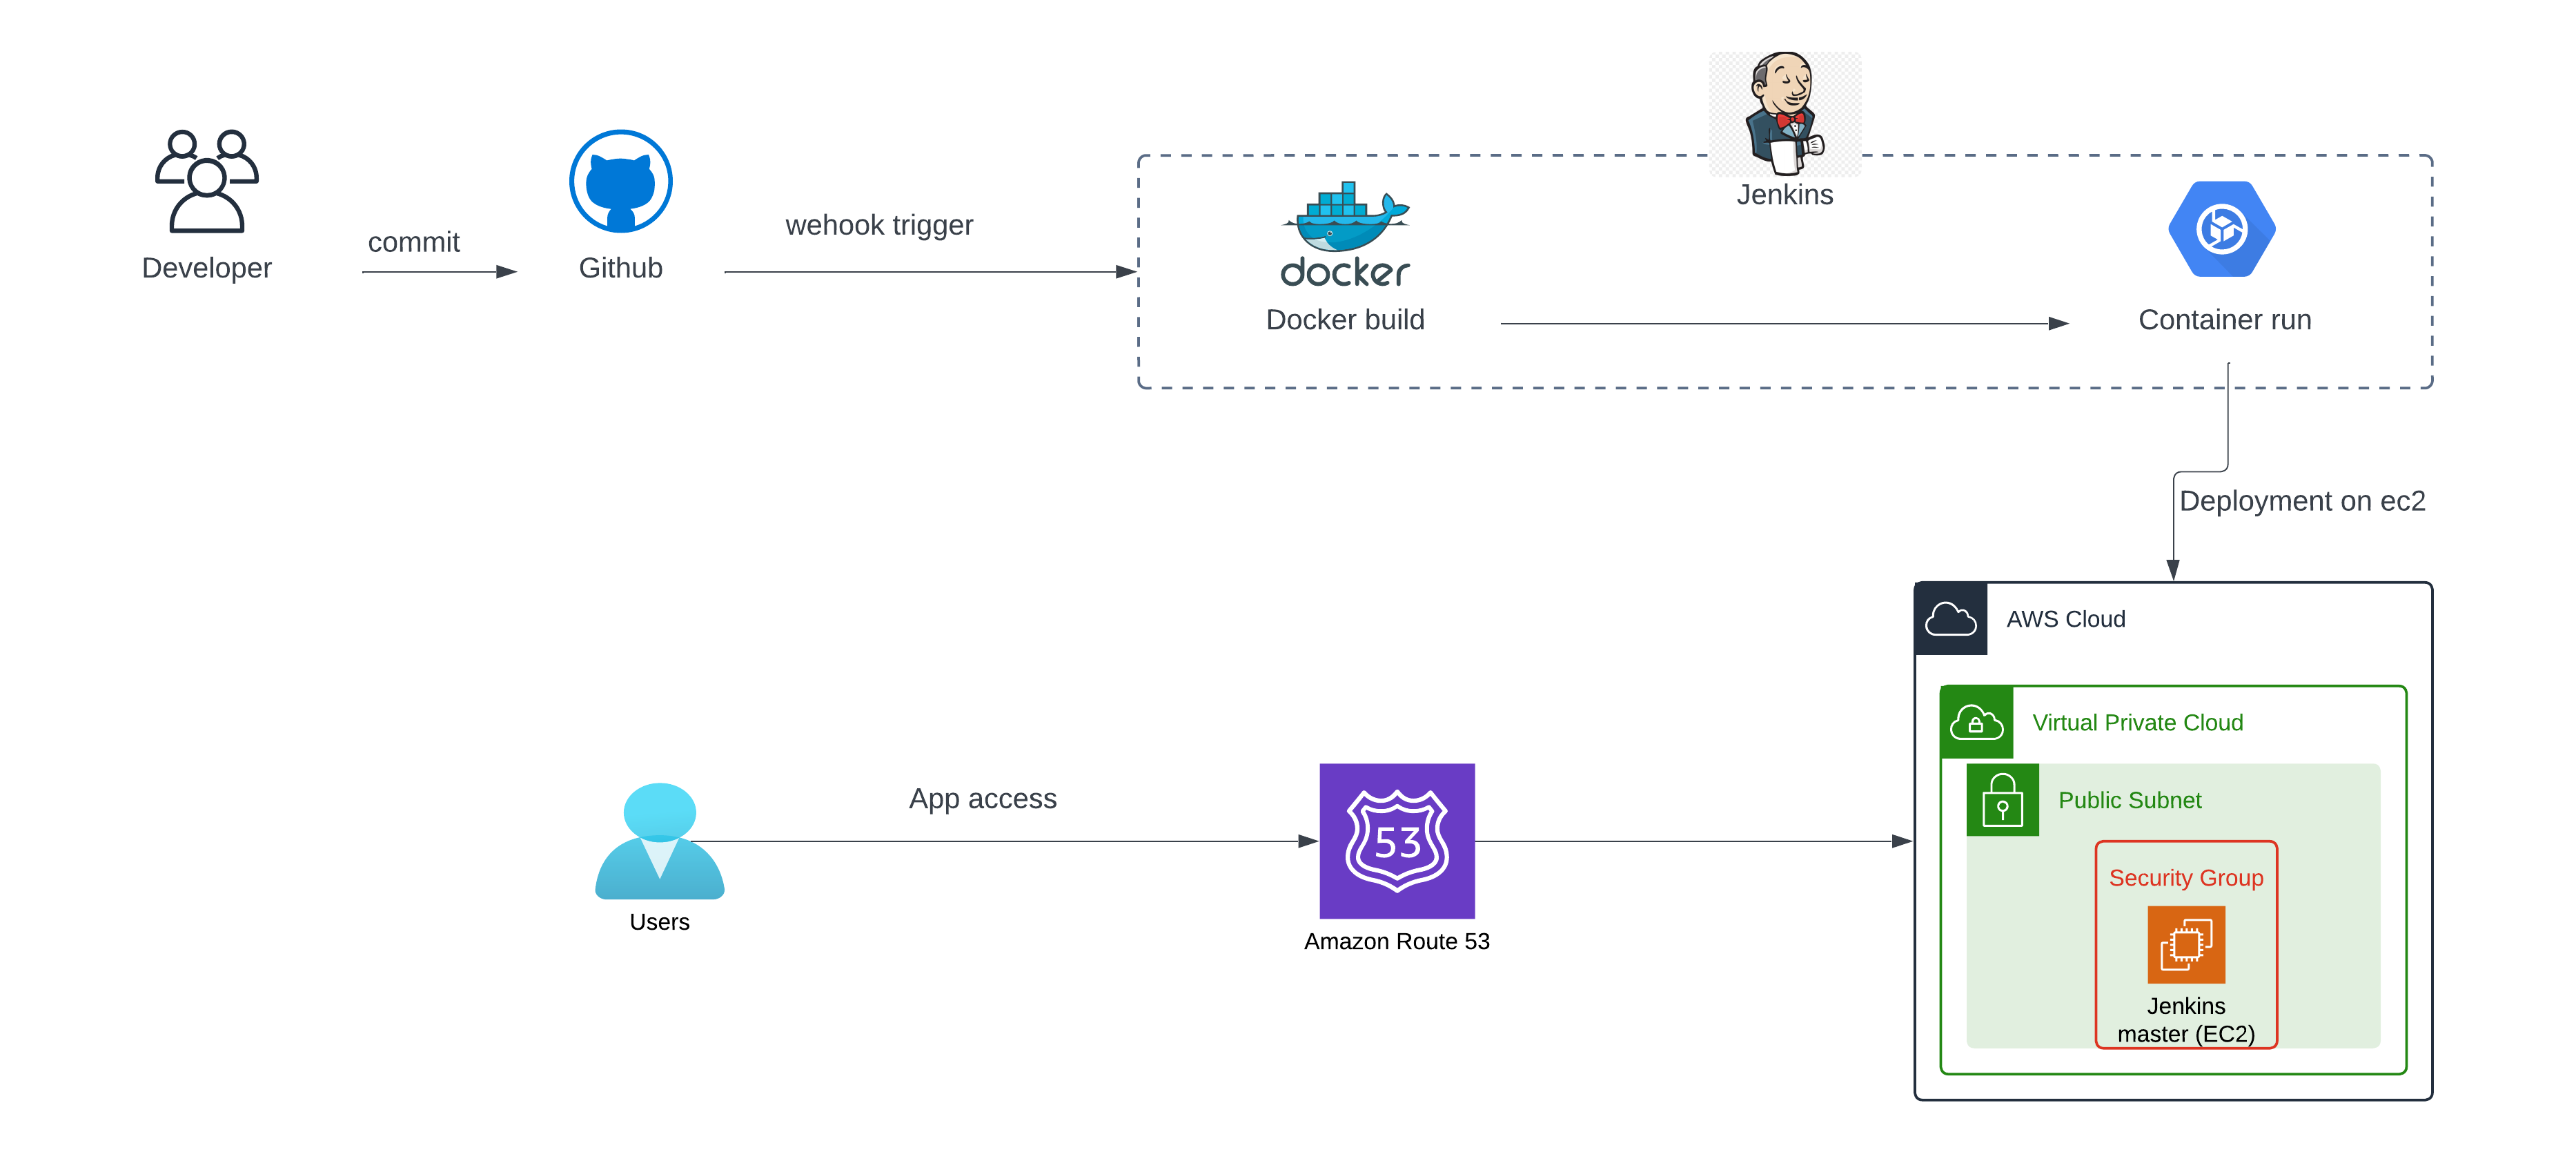 Jenkins
docker
commit
wehook trigger
Developer
Github
Docker build
Container run
Deployment on ec2
AWS Cloud
Virtual Private Cloud
Public Subnet
App access
53
Security Group
Users
Amazon Route 53
Jenkins
master (EC2)